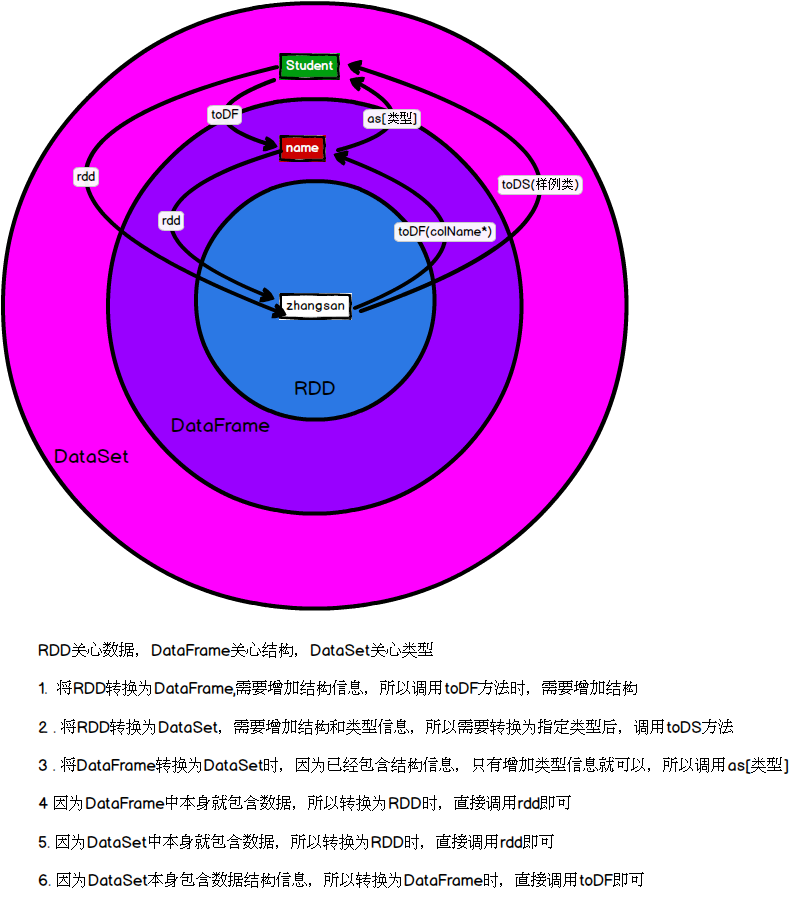 Student
toDF
as[类型]
name
rdd
toDS(样例类)
rdd
toDF(colName*)
zhangsan
RDD
DataFrame
DataSet
RDD关心数据，DataFrame关心结构，DataSet关心类型
1. 将RDD转换为DataFrame,需要增加结构信息，所以调用toDF方法时，需要增加结构
2 . 将RDD转换为DataSet，需要增加结构和类型信息，所以需要转换为指定类型后，调用toDS方法
3 . 将DataFrame转换为DataSet时，因为已经包含结构信息，只有增加类型信息就可以，所以调用as[类型]
4 因为DataFrame中本身就包含数据，所以转换为RDD时，直接调用rdd即可
5. 因为DataSet中本身就包含数据，所以转换为RDD时，直接调用rdd即可
6. 因为DataSet本身包含数据结构信息，所以转换为DataFrame时，直接调用toDF即可